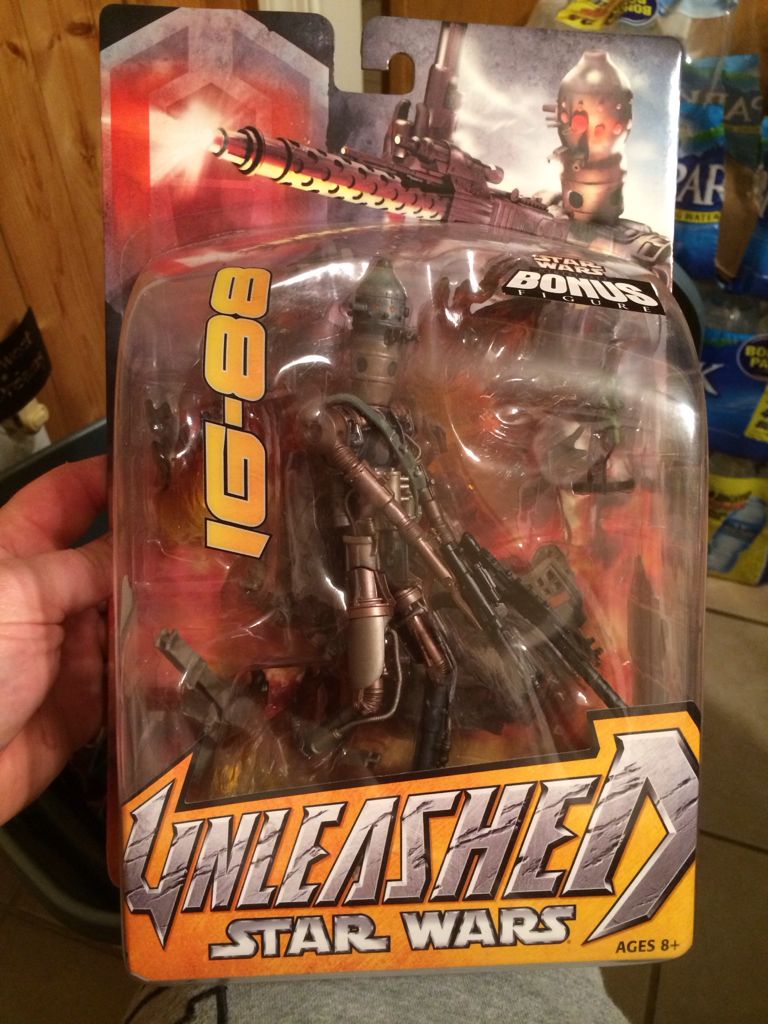 STAR WARS
BONUS
FIGURE
IG-88
UNLEASHED
STAR WARS
AGES 8+